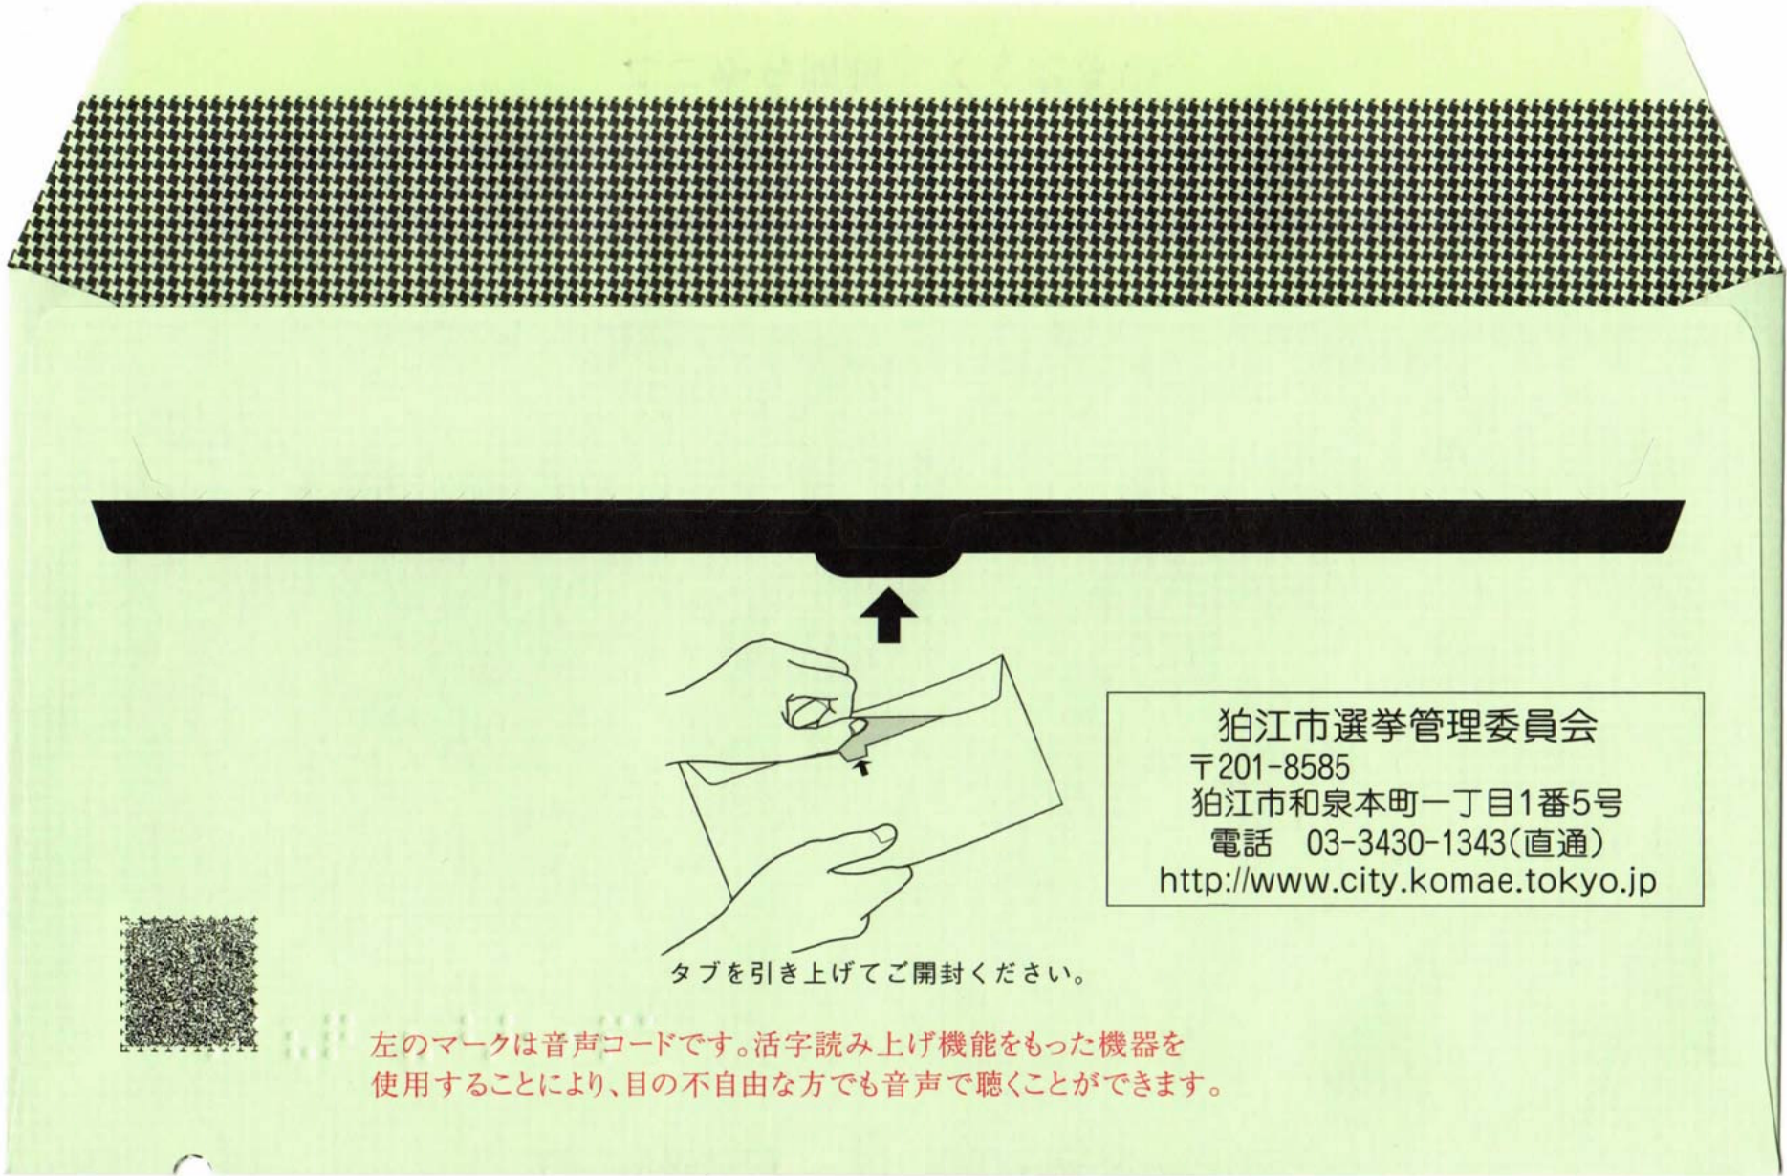 狛江市選挙管理委員会
〒201-8585
狛江市和泉本町一丁目1番5号
電話　03-3430-1343(直通)
http://www.city.komae.tokyo.jp
タブを引き上げてご開封ください。
左のマークは音声コードです。活字読み上げ機能をもった機器を
使用することにより、目の不自由な方でも音声で聴くことができます。